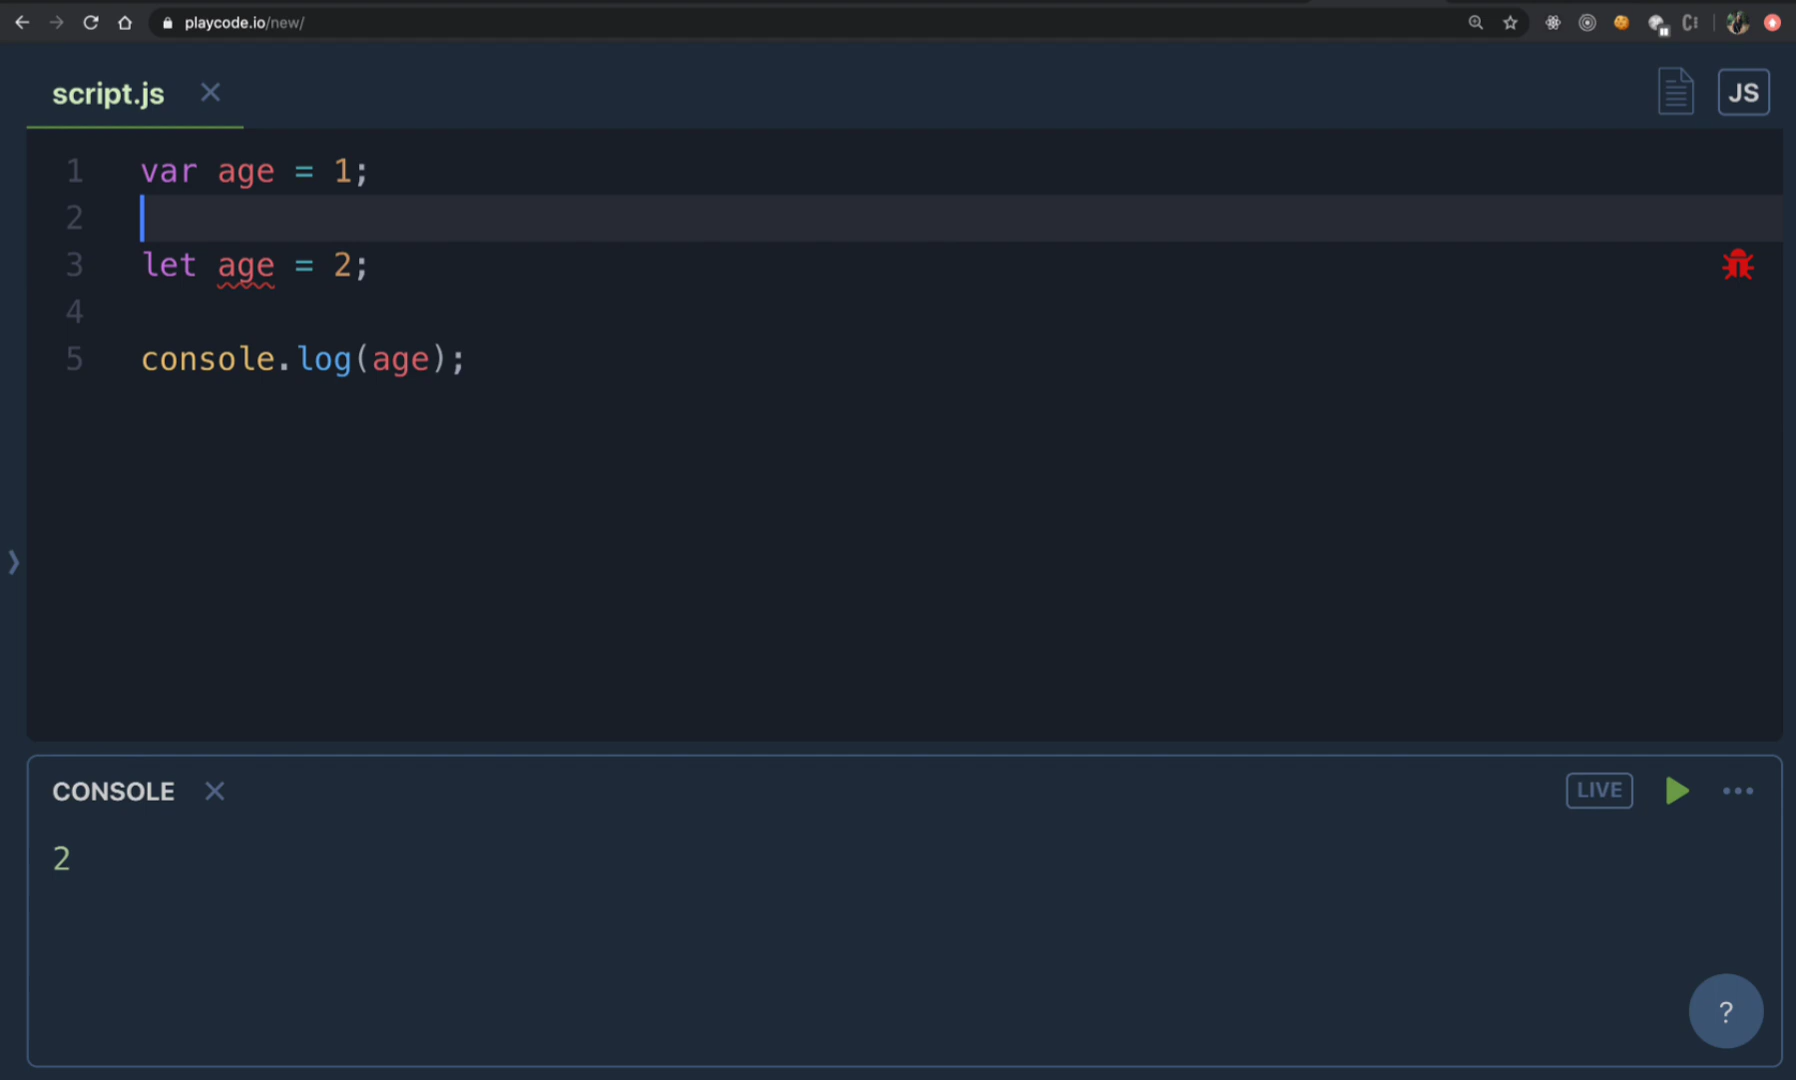 playcode.io/new/
script.js
JS
1 var age = 1;
2
3 let age = 2;
4
5 console.log(age);
CONSOLE
LIVE
2
?